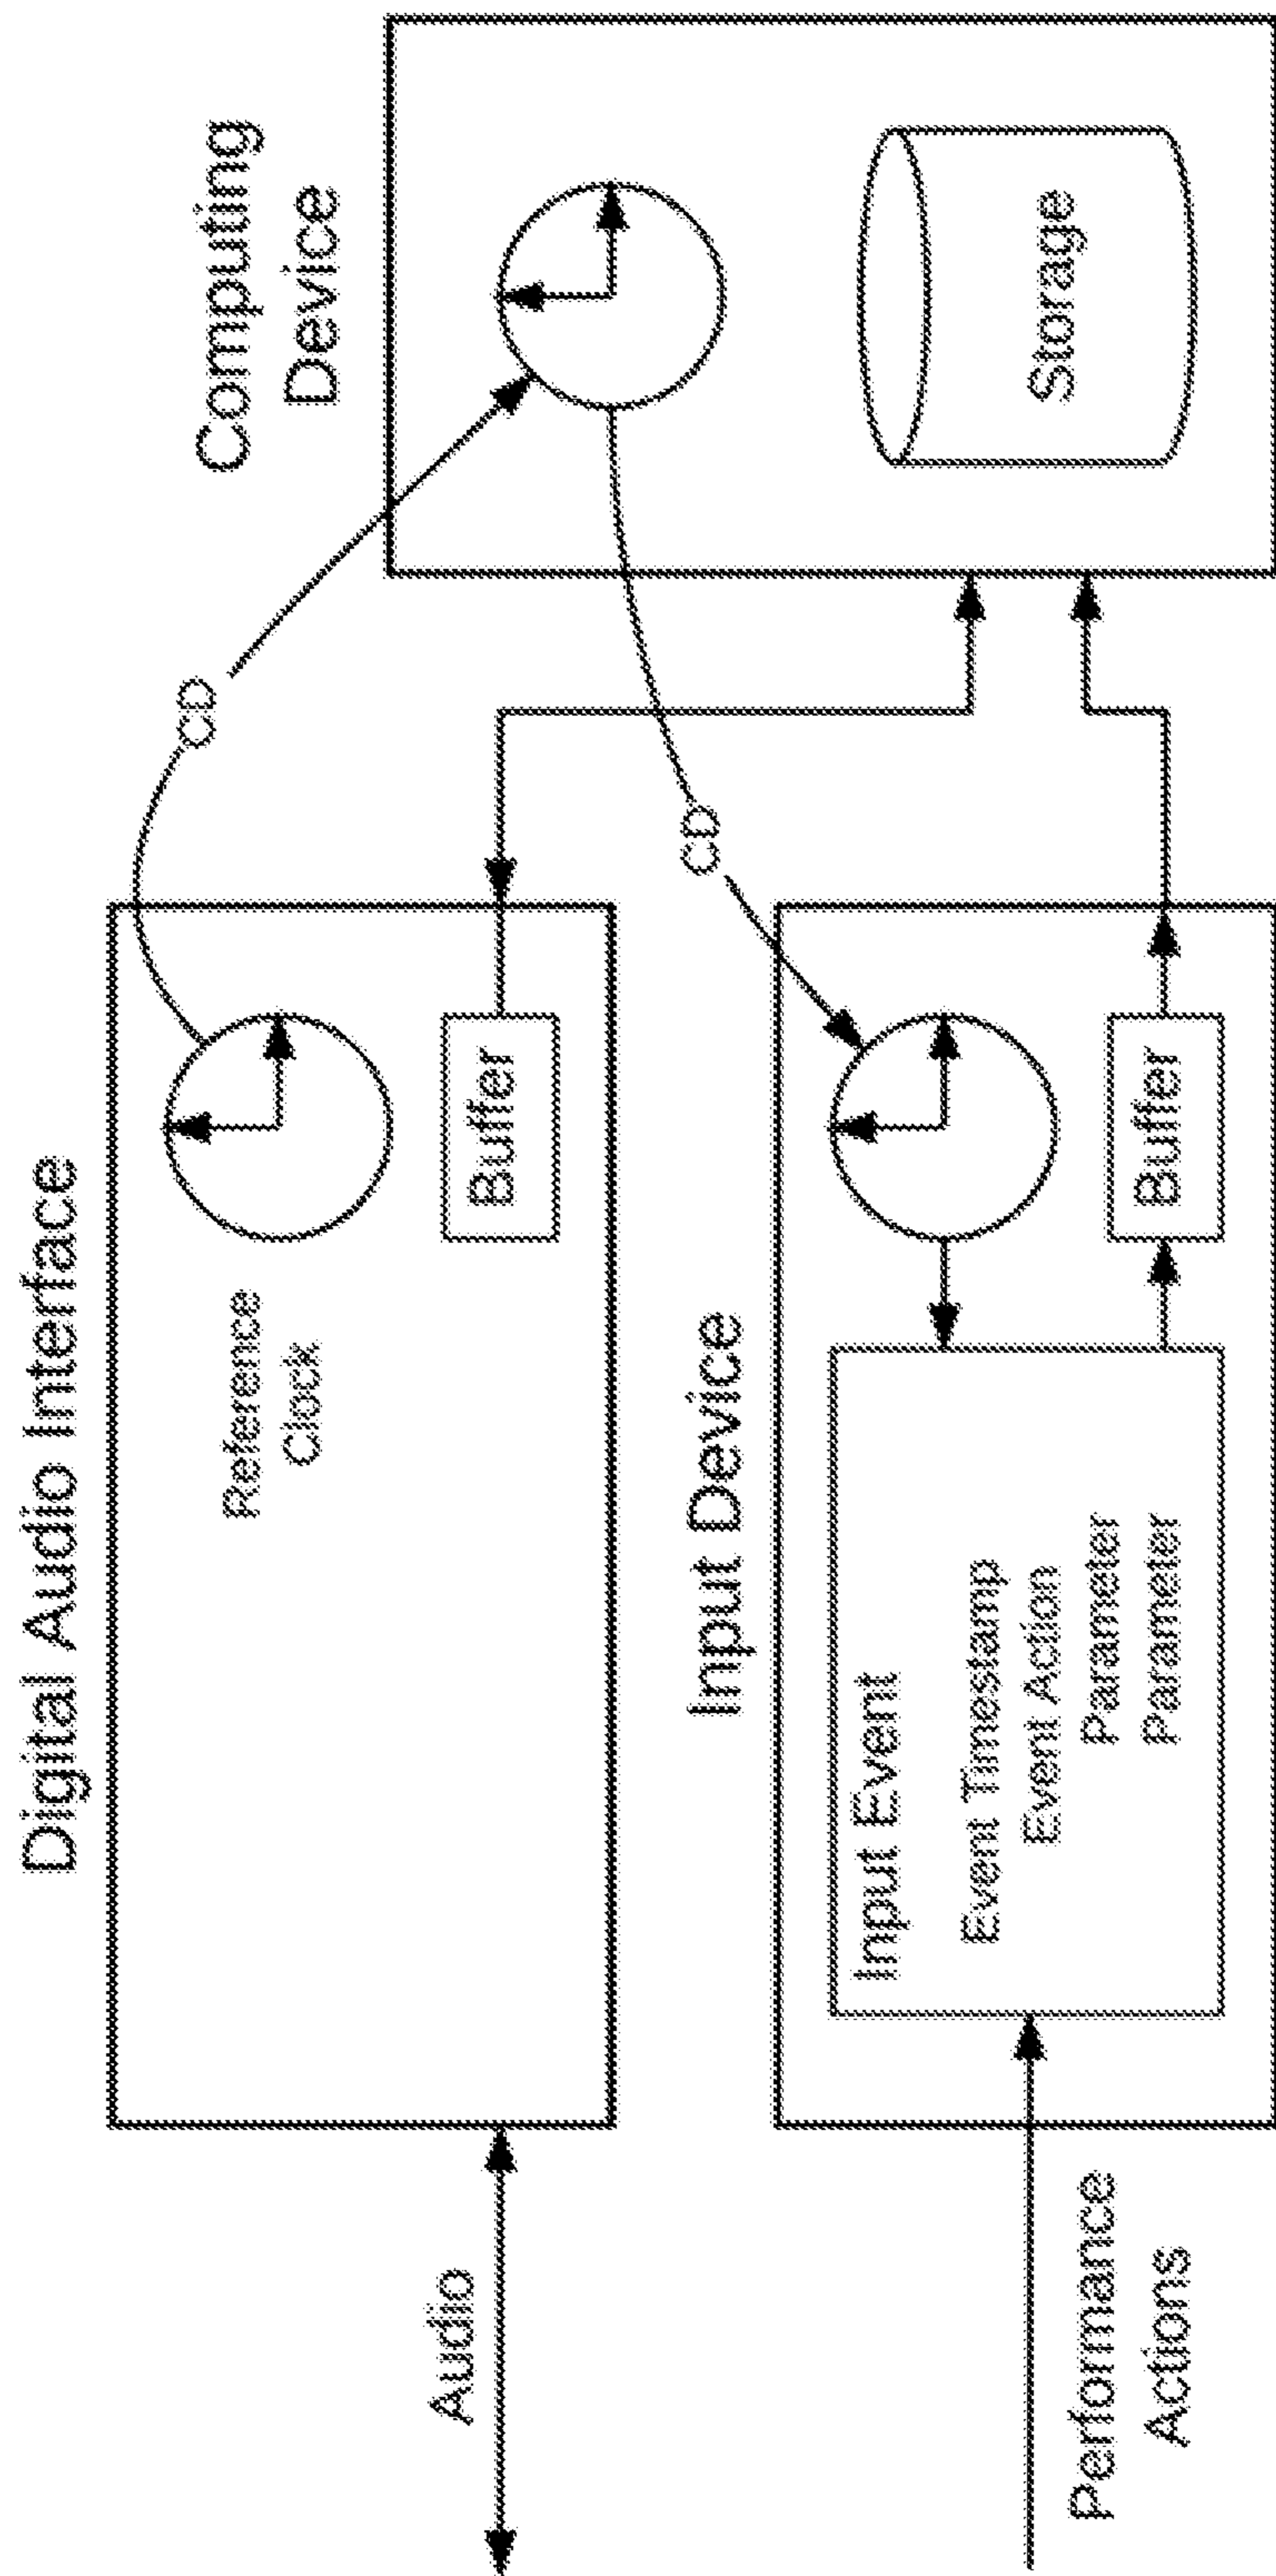 Digital Audio Interface
Computing
Device
Reference
Clock
CD
Buffer
Audio
Storage
Input Device
CD
Input Event
Event Timestamp
Event Action
Parameter
Parameter
Buffer
Performance
Actions